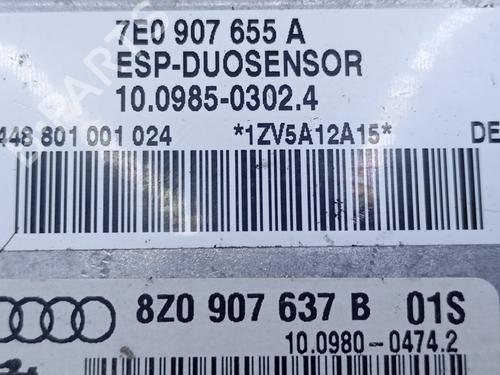 7E0 907 655 A
ESP-DUOSENSOR
10.0985-0302.4
448 801 001 024 *1ZV5A12A15* DE
8Z0 907 637 B 01S
10.0980-0474.2